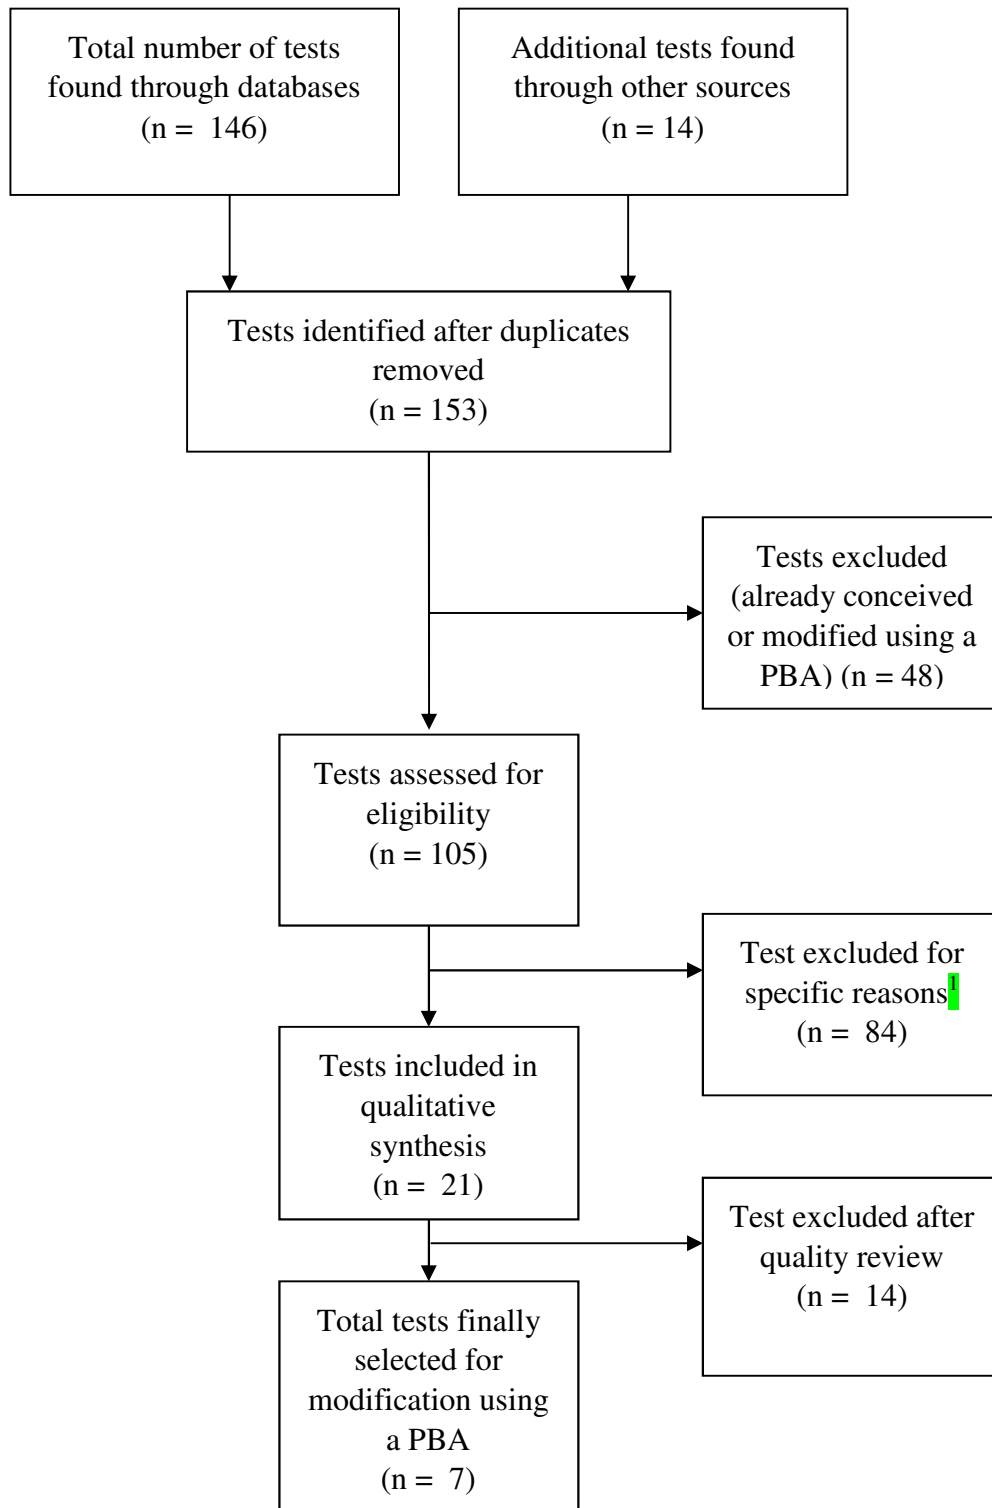 Total number of tests
found through databases
(n =  146)
Additional tests found
through other sources
(n = 14)
Tests identified after duplicates
removed
(n = 153)
Tests excluded
(already conceived
or modified using a
PBA) (n = 48)
Tests assessed for
eligibility
(n = 105)
Test excluded for
specific reasons¹
(n =  84)
Tests included in
qualitative
synthesis
(n =  21)
Test excluded after
quality review
(n =  14)
Total tests finally
selected for
modification using
a PBA
(n =  7)